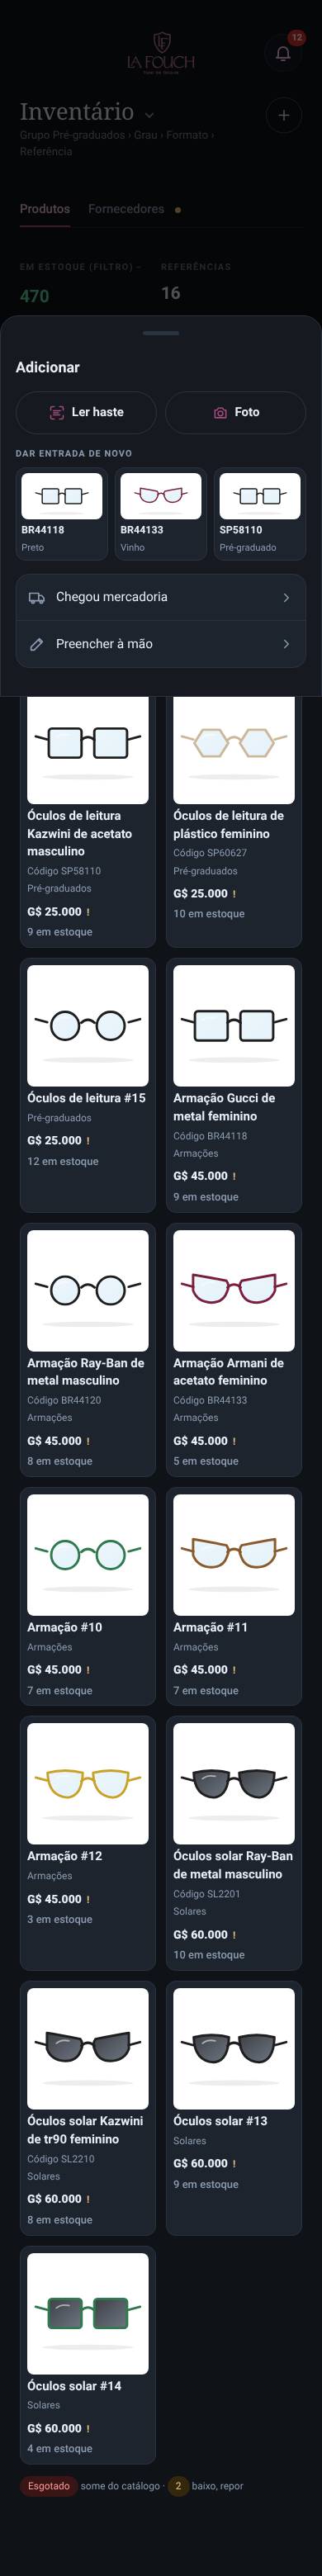 12
LA FOUCH
Inventário
Grupo Pré-graduados › Grau › Formato ›
Referência
Produtos
Fornecedores
EM ESTOQUE (FILTRO) -
REFERÊNCIAS
470
16
Adicionar
Ler haste
Foto
DAR ENTRADA DE NOVO
BR44118
Preto
BR44133
Vinho
SP58110
Pré-graduado
Chegou mercadoria
Preencher à mão
Óculos de leitura
Kazwini de acetato
masculino
Código SP58110
Pré-graduados
G$ 25.000 !
9 em estoque
Óculos de leitura de
plástico feminino
Código SP60627
Pré-graduados
G$ 25.000 !
10 em estoque
Óculos de leitura #15
Pré-graduados
G$ 25.000 !
12 em estoque
Armação Gucci de
metal feminino
Código BR44118
Armações
G$ 45.000 !
9 em estoque
Armação Ray-Ban de
metal masculino
Código BR44120
Armações
G$ 45.000 !
8 em estoque
Armação Armani de
acetato feminino
Código BR44133
Armações
G$ 45.000 !
5 em estoque
Armação #10
Armações
G$ 45.000 !
7 em estoque
Armação #11
Armações
G$ 45.000 !
7 em estoque
Armação #12
Armações
G$ 45.000 !
3 em estoque
Óculos solar Ray-Ban
de metal masculino
Código SL2201
Solares
G$ 60.000 !
10 em estoque
Óculos solar Kazwini
de tr90 feminino
Código SL2210
Solares
G$ 60.000 !
8 em estoque
Óculos solar #13
Solares
G$ 60.000 !
9 em estoque
Óculos solar #14
Solares
G$ 60.000 !
4 em estoque
Esgotado some do catálogo · 2 baixo, repor